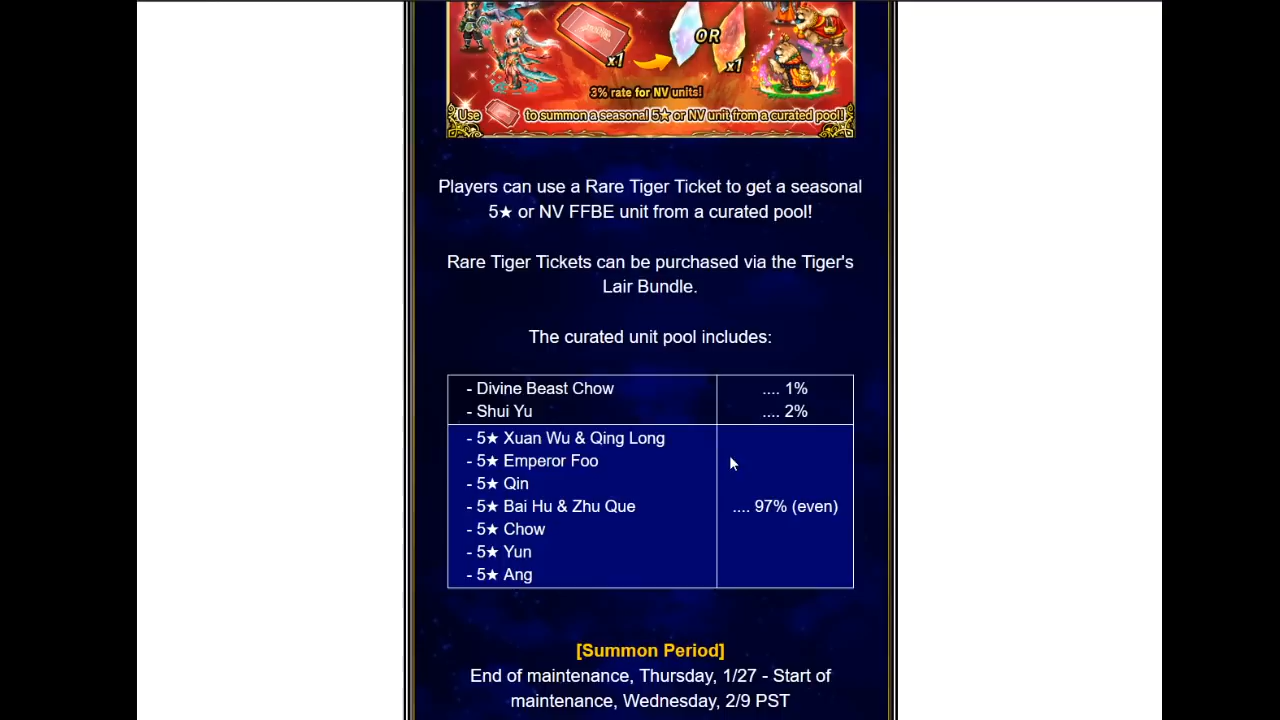 x1
OR
x1
3% rate for NV units!
Use to summon a seasonal 5★ or NV unit from a curated pool!
Players can use a Rare Tiger Ticket to get a seasonal
5★ or NV FFBE unit from a curated pool!
Rare Tiger Tickets can be purchased via the Tiger's
Lair Bundle.
The curated unit pool includes:
- Divine Beast Chow .... 1%
- Shui Yu .... 2%
- 5★ Xuan Wu & Qing Long
- 5★ Emperor Foo
- 5★ Qin
- 5★ Bai Hu & Zhu Que .... 97% (even)
- 5★ Chow
- 5★ Yun
- 5★ Ang
[Summon Period]
End of maintenance, Thursday, 1/27 - Start of
maintenance, Wednesday, 2/9 PST